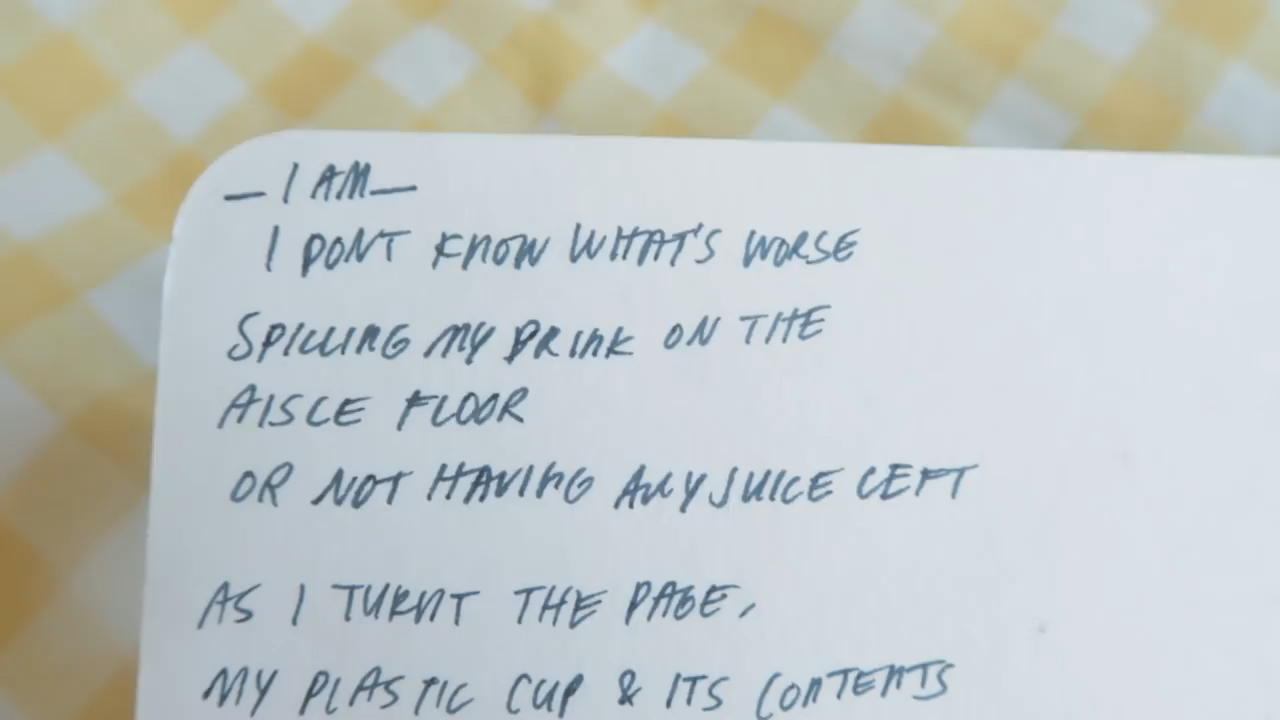 — I AM —
I DONT KNOW WHAT'S WORSE
SPILLING MY DRINK ON THE
AISLE FLOOR
OR NOT HAVING ANY JUICE LEFT
AS I TURNT THE PAGE,
MY PLASTIC CUP & ITS CONTENTS